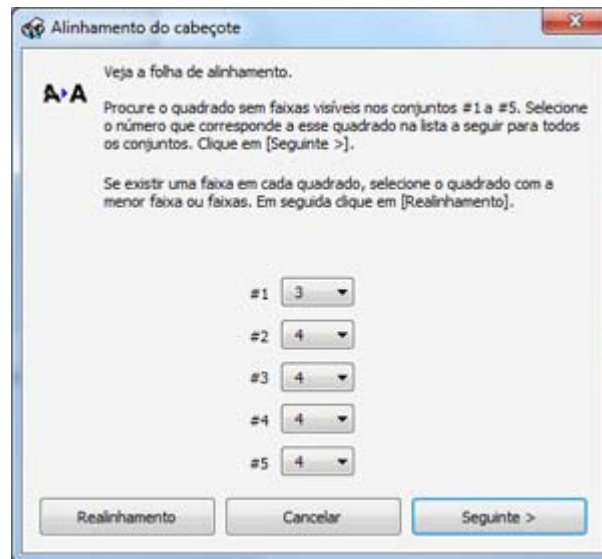 Alinhamento do cabeçote
A▸A
Veja a folha de alinhamento.
Procure o quadrado sem faixas visíveis nos conjuntos #1 a #5. Selecione
o número que corresponde a esse quadrado na lista a seguir para todos
os conjuntos. Clique em [Seguinte >].
Se existir uma faixa em cada quadrado, selecione o quadrado com a
menor faixa ou faixas. Em seguida clique em [Realinhamento].
#1 3
#2 4
#3 4
#4 4
#5 4
Realinhamento Cancelar Seguinte >